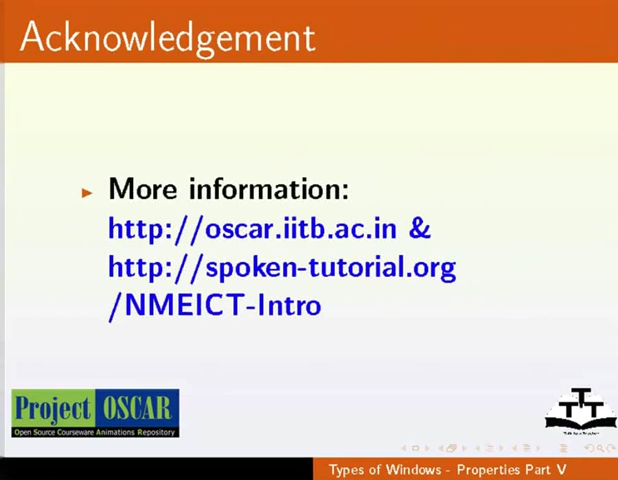 Acknowledgement
More information:
http://oscar.iitb.ac.in &
http://spoken-tutorial.org
/NMEICT-Intro
Project OSCAR
Open Source Courseware Animations Repository
TTT
Types of Windows - Properties Part V